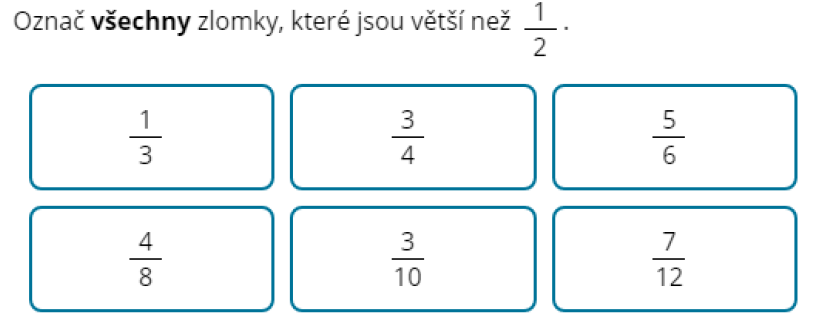 Označ všechny zlomky, které jsou větší než 1/2.
1/3 3/4 5/6
4/8 3/10 7/12